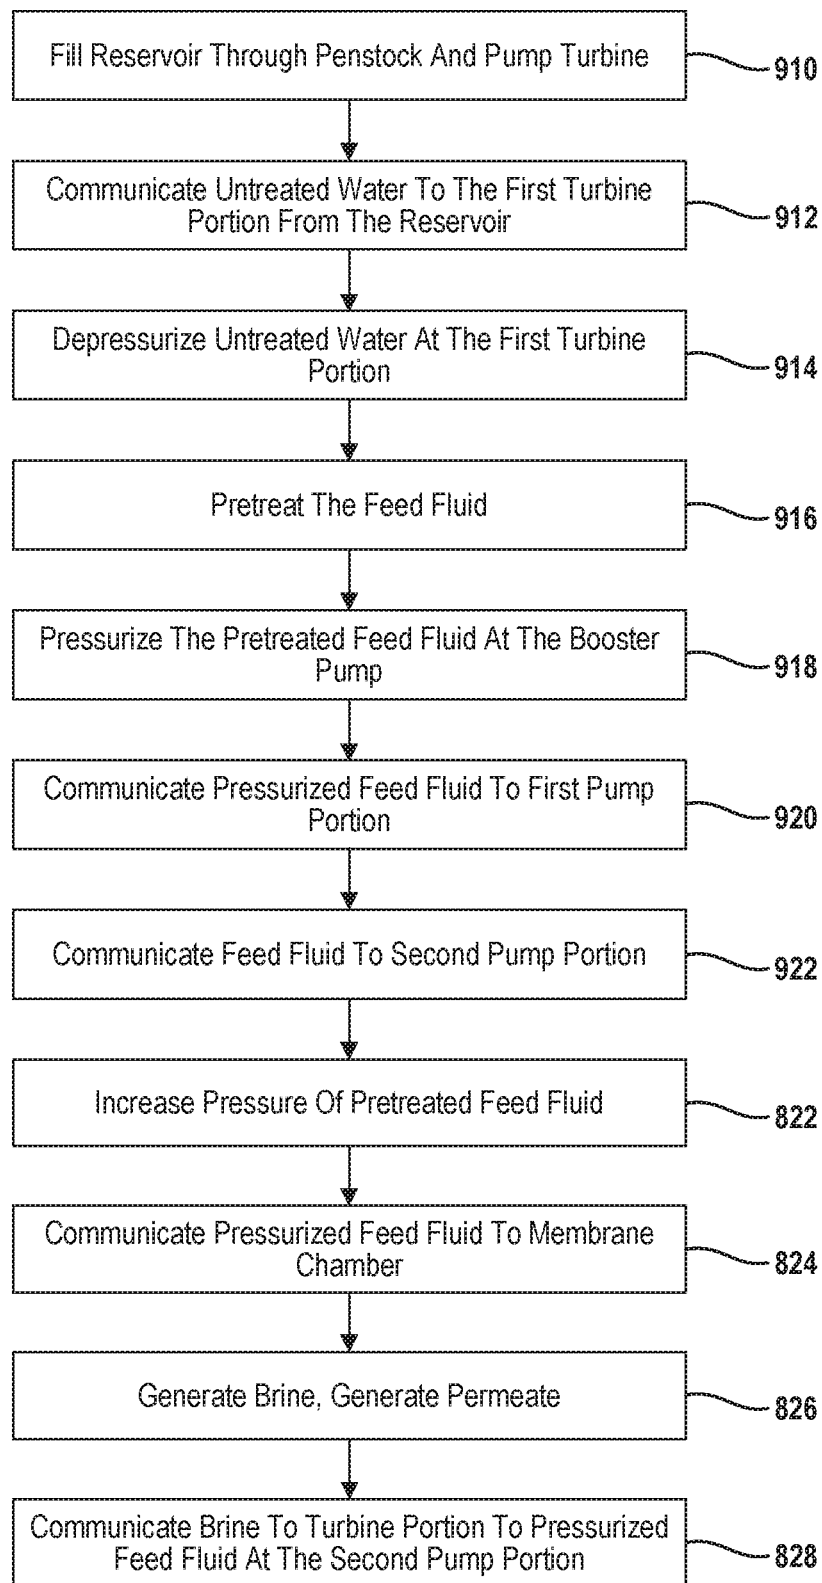 Fill Reservoir Through Penstock And Pump Turbine
910
Communicate Untreated Water To The First Turbine
Portion From The Reservoir
912
Depressurize Untreated Water At The First Turbine
Portion
914
Pretreat The Feed Fluid
916
Pressurize The Pretreated Feed Fluid At The Booster
Pump
918
Communicate Pressurized Feed Fluid To First Pump
Portion
920
Communicate Feed Fluid To Second Pump Portion
922
Increase Pressure Of Pretreated Feed Fluid
822
Communicate Pressurized Feed Fluid To Membrane
Chamber
824
Generate Brine, Generate Permeate
826
Communicate Brine To Turbine Portion To Pressurized
Feed Fluid At The Second Pump Portion
828